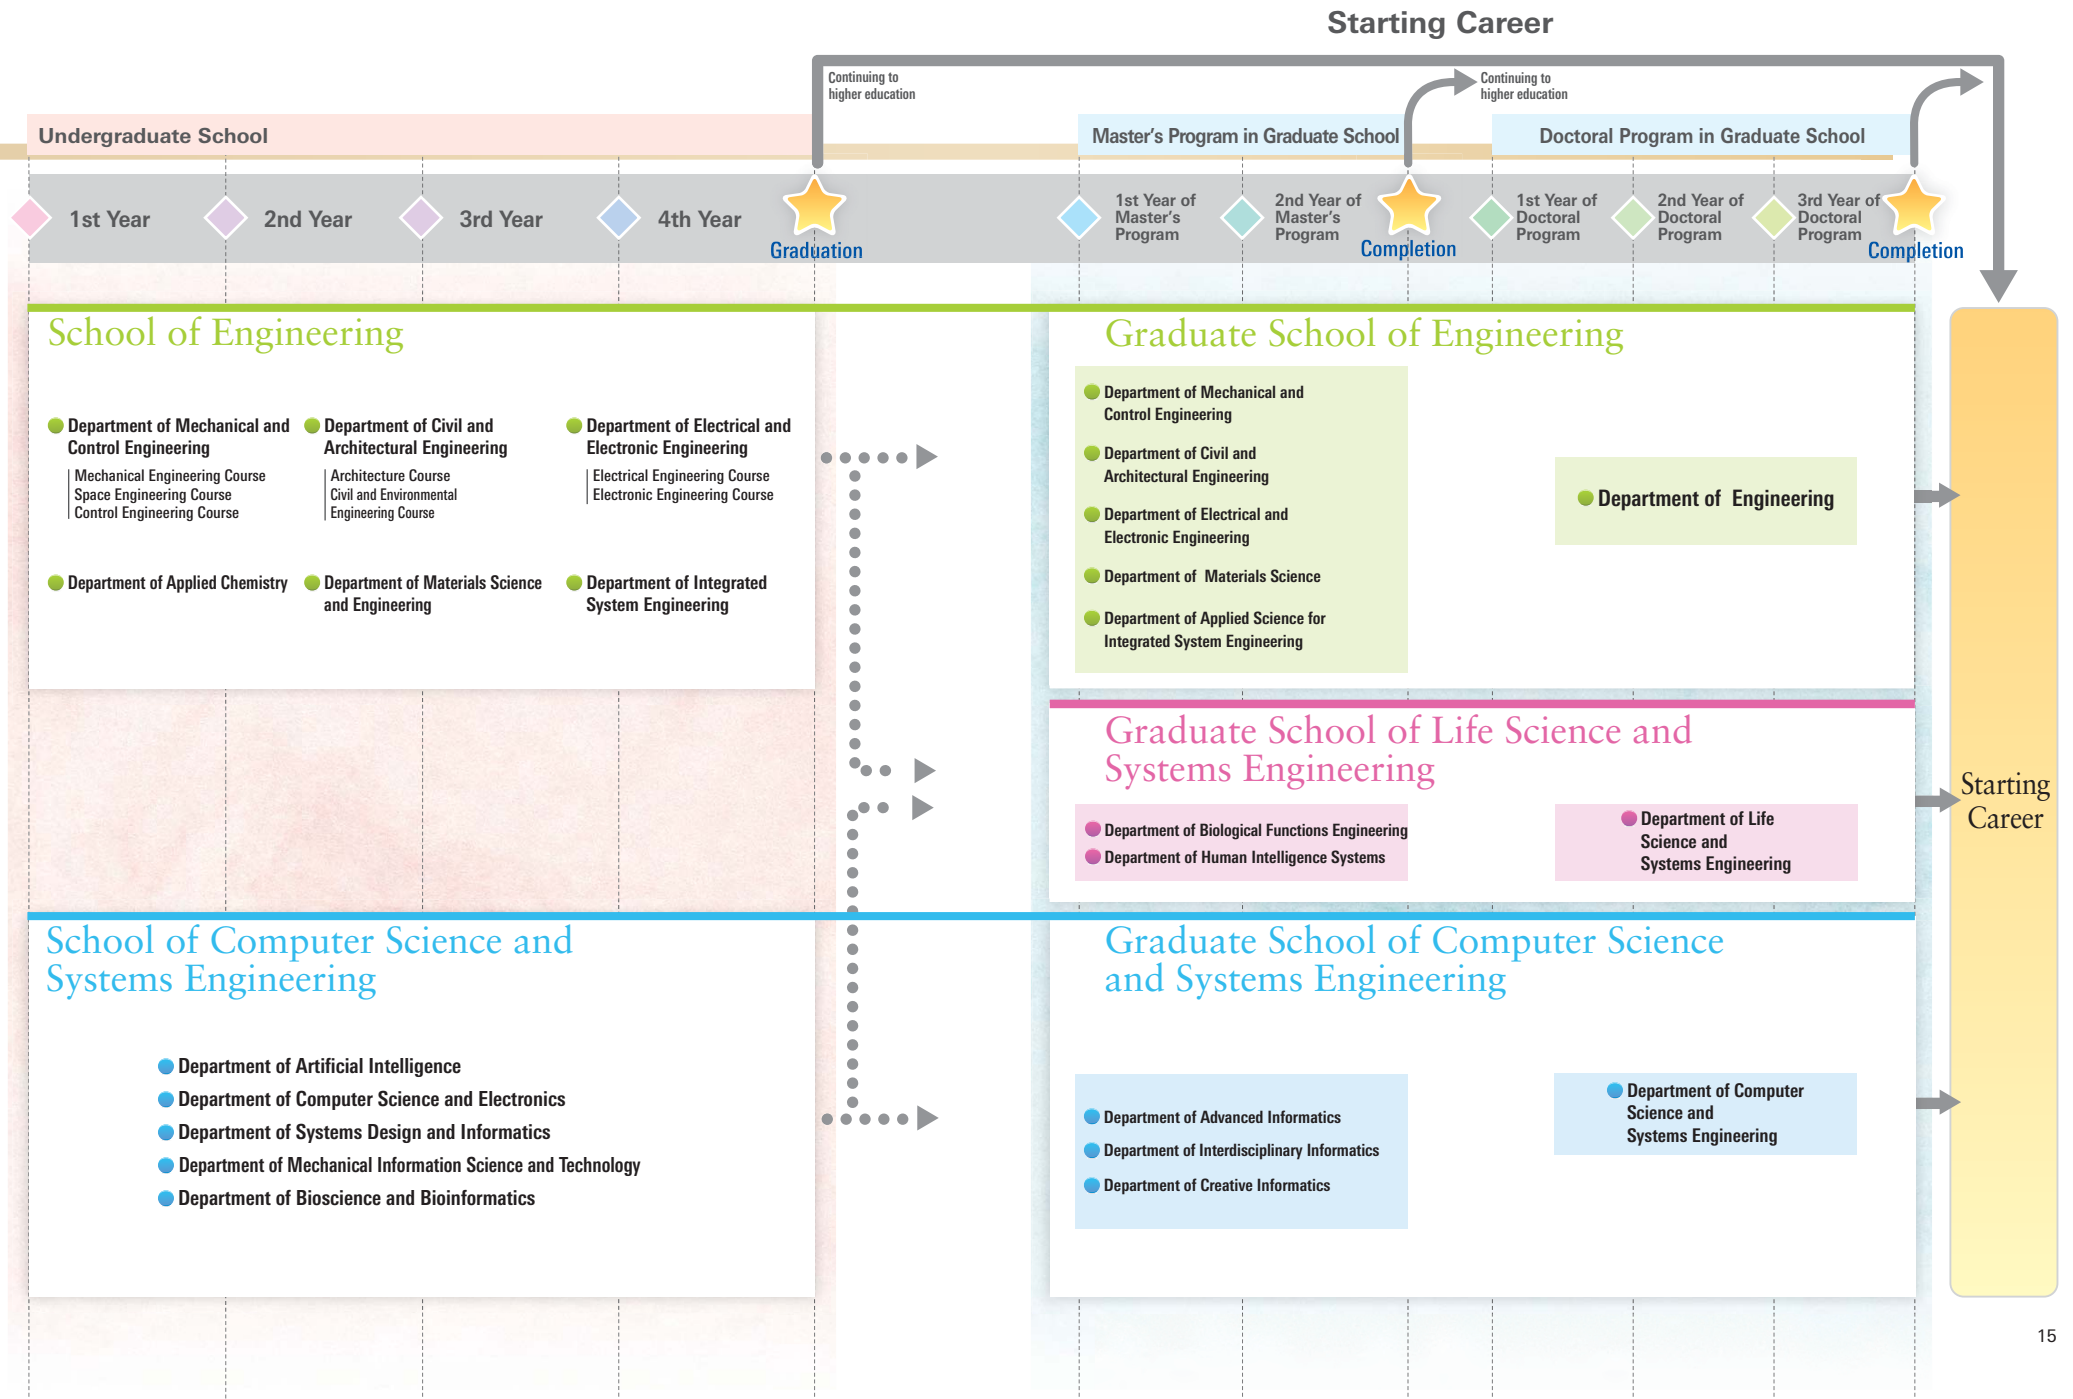 Starting Career
Continuing to
higher education
Continuing to
higher education
Undergraduate School
Master's Program in Graduate School
Doctoral Program in Graduate School
1st Year
2nd Year
3rd Year
4th Year
Graduation
1st Year of
Master's
Program
2nd Year of
Master's
Program
Completion
1st Year of
Doctoral
Program
2nd Year of
Doctoral
Program
3rd Year of
Doctoral
Program
Completion
School of Engineering
Department of Mechanical and
Control Engineering
Mechanical Engineering Course
Space Engineering Course
Control Engineering Course
Department of Civil and
Architectural Engineering
Architecture Course
Civil and Environmental
Engineering Course
Department of Electrical and
Electronic Engineering
Electrical Engineering Course
Electronic Engineering Course
Department of Applied Chemistry
Department of Materials Science
and Engineering
Department of Integrated
System Engineering
Graduate School of Engineering
Department of Mechanical and
Control Engineering
Department of Civil and
Architectural Engineering
Department of Electrical and
Electronic Engineering
Department of Materials Science
Department of Applied Science for
Integrated System Engineering
Department of Engineering
Graduate School of Life Science and
Systems Engineering
Department of Biological Functions Engineering
Department of Human Intelligence Systems
Department of Life
Science and
Systems Engineering
Starting
Career
School of Computer Science and
Systems Engineering
Department of Artificial Intelligence
Department of Computer Science and Electronics
Department of Systems Design and Informatics
Department of Mechanical Information Science and Technology
Department of Bioscience and Bioinformatics
Graduate School of Computer Science
and Systems Engineering
Department of Advanced Informatics
Department of Interdisciplinary Informatics
Department of Creative Informatics
Department of Computer
Science and
Systems Engineering
15